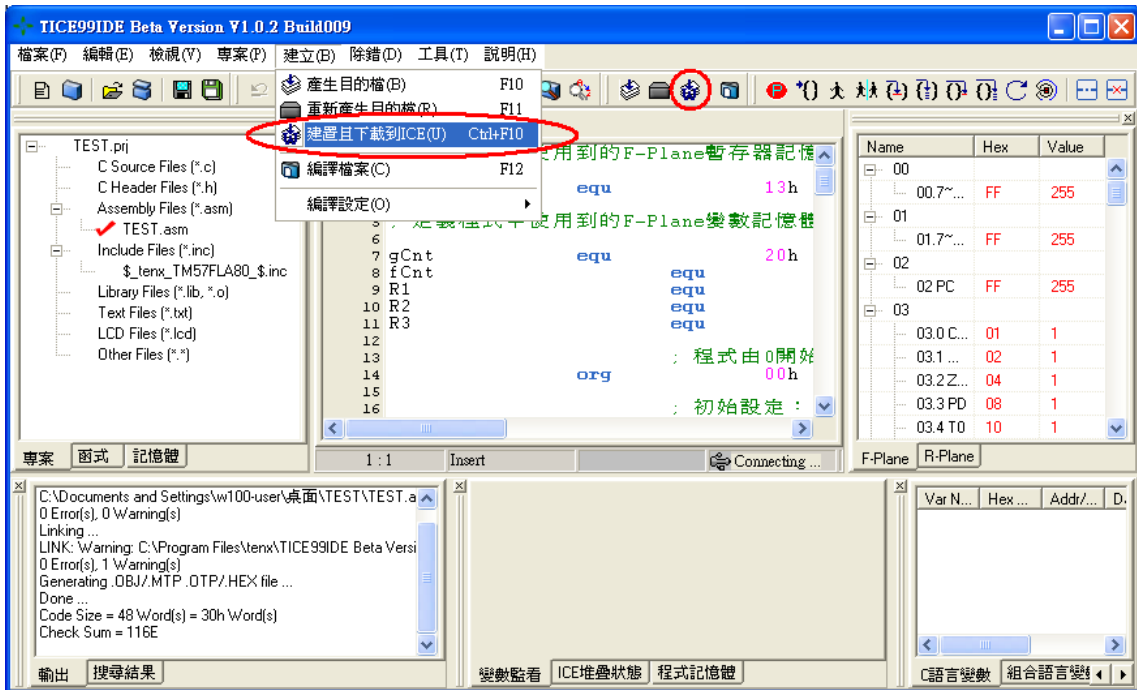 TICE99IDE Beta Version V1.0.2 Build009
檔案(F) 編輯(E) 檢視(V) 專案(P) 建立(B) 除錯(D) 工具(T) 說明(H)
產生目的檔(B) F10
重新產生目的檔(R) F11
建置且下載到ICE(U) Ctrl+F10
編譯檔案(C) F12
編譯設定(O)
TEST.prj
C Source Files (*.c)
C Header Files (*.h)
Assembly Files (*.asm)
TEST.asm
Include Files (*.inc)
$_tenx_TM57FLA80_$.inc
Library Files (*.lib, *.o)
Text Files (*.txt)
LCD Files (*.lcd)
Other Files (*.*)
專案 函式 記憶體
使用到的F-Plane暫存器記憶
equ 13h
5 ; 定義程式中使用到的F-Plane變數記憶體
6
7 gCnt equ 20h
8 fCnt equ
9 R1 equ
10 R2 equ
11 R3 equ
12
13 ; 程式由0開始
14 org 00h
15
16 ; 初始設定：
1 : 1 Insert Connecting ...
Name Hex Value
00
00.7~... FF 255
01
01.7~... FF 255
02
02 PC FF 255
03
03.0 C... 01 1
03.1 ... 02 1
03.2 Z... 04 1
03.3 PD 08 1
03.4 T0 10 1
F-Plane R-Plane
C:\Documents and Settings\w100-user\桌面\TEST\TEST.a
0 Error(s), 0 Warning(s)
Linking ...
LINK: Warning: C:\Program Files\tenx\TICE99IDE Beta Versi
0 Error(s), 1 Warning(s)
Generating .OBJ/.MTP .OTP/.HEX file ...
Done ...
Code Size = 48 Word(s) = 30h Word(s)
Check Sum = 116E
輸出 搜尋結果
變數監看 ICE堆疊狀態 程式記憶體
Var N... Hex ... Addr/... D.
C語言變數 組合語言變